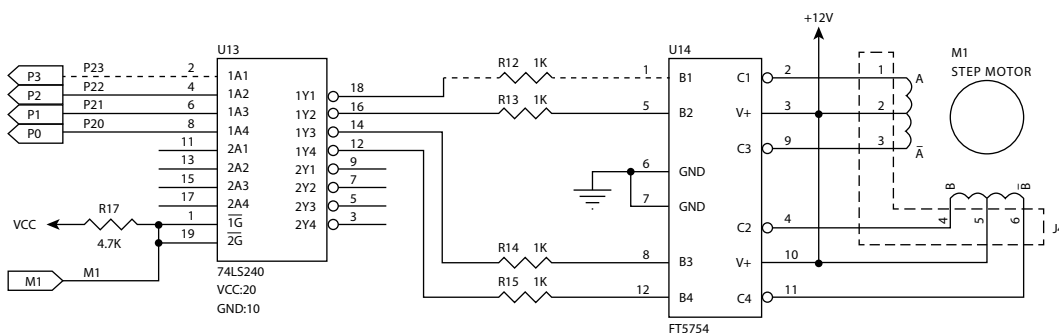 +12V
U13
U14
M1
STEP MOTOR
P3 P23 2 1A1
P2 P22 4 1A2
P1 P21 6 1A3
P0 P20 8 1A4
11 2A1
13 2A2
15 2A3
17 2A4
1 1G
19 2G
1Y1 18
1Y2 16
1Y3 14
1Y4 12
2Y1 9
2Y2 7
2Y3 5
2Y4 3
VCC R17 4.7K
M1 M1
74LS240
VCC:20
GND:10
R12 1K
R13 1K
R14 1K
R15 1K
1 B1
5 B2
6 GND
7 GND
8 B3
12 B4
C1 2
V+ 3
C3 9
C2 4
V+ 10
C4 11
FT5754
1 A
2
3 A̅
B B̅
4 5 6